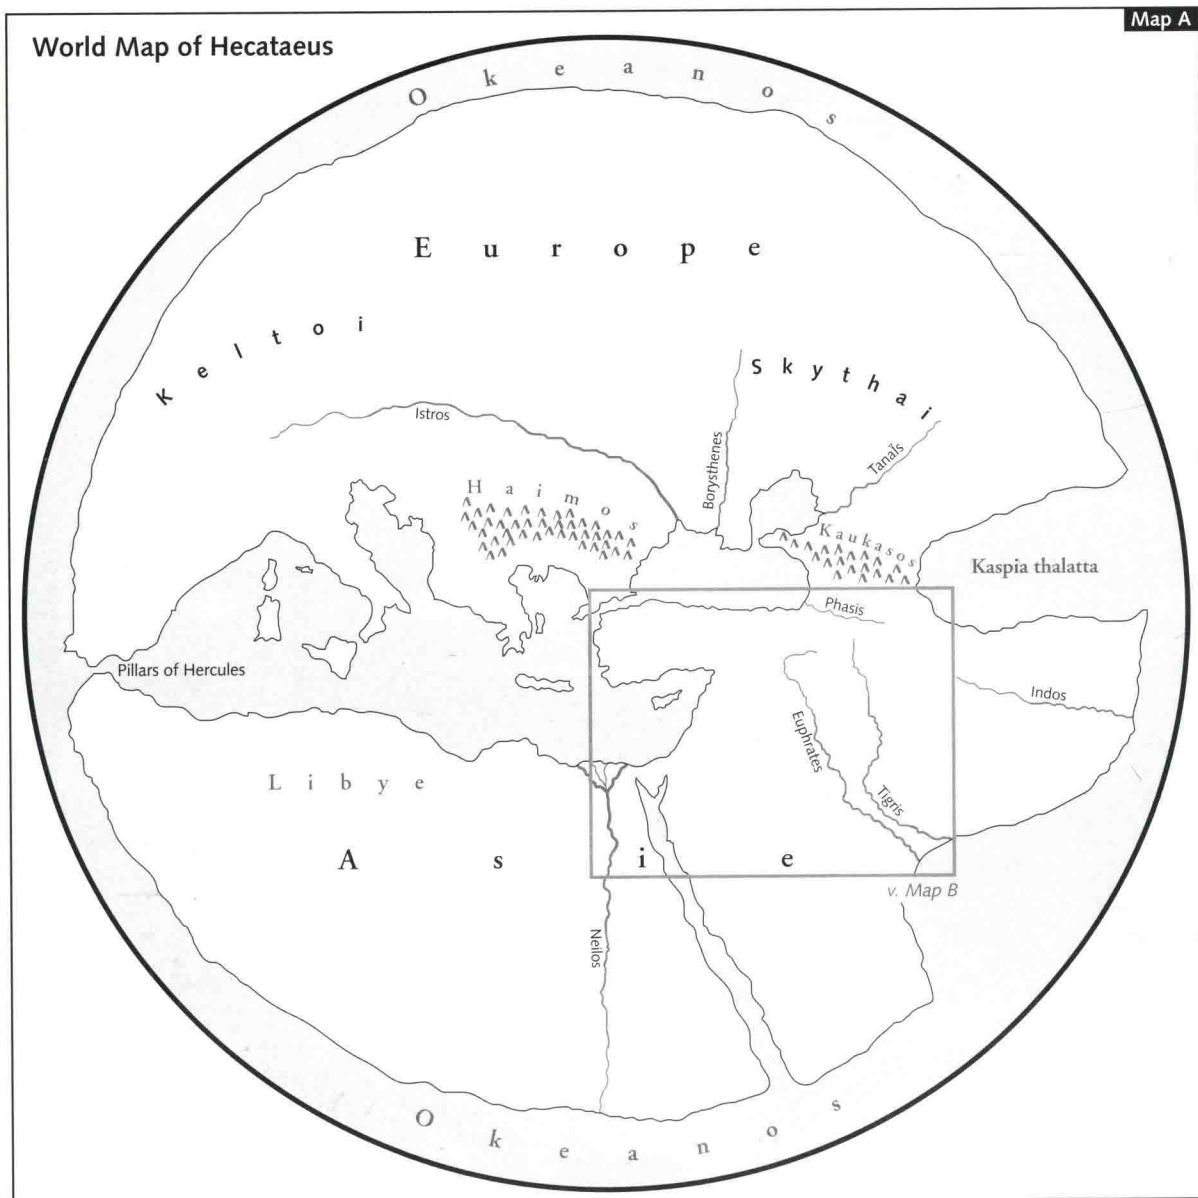 Map A
World Map of Hecataeus
Okeanos
Europe
Keltoi
Skythai
Istros
Borysthenes
Tanaïs
Haimos
Kaukasos
Kaspia thalatta
Phasis
Pillars of Hercules
Indos
Euphrates
Tigris
Libye
Asie
v. Map B
Neilos
Okeanos